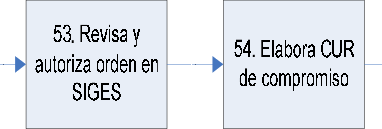 53. Revisa y
autoriza orden en
SIGES
54. Elabora CUR
de compromiso